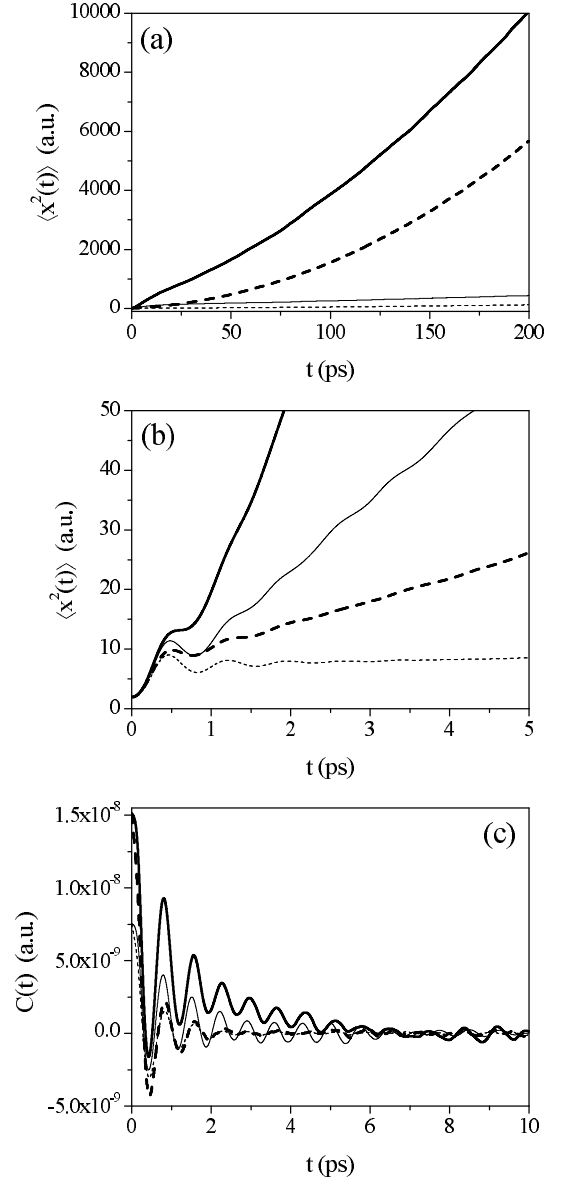 10000
(a)
8000
6000
4000
2000
0
⟨x²(t)⟩ (a.u.)
0 50 100 150 200
t (ps)
50
(b)
40
30
20
10
0
⟨x²(t)⟩ (a.u.)
0 1 2 3 4 5
t (ps)
1.5x10⁻⁸
(c)
1.0x10⁻⁸
5.0x10⁻⁹
0.0
-5.0x10⁻⁹
C(t) (a.u.)
0 2 4 6 8 10
t (ps)